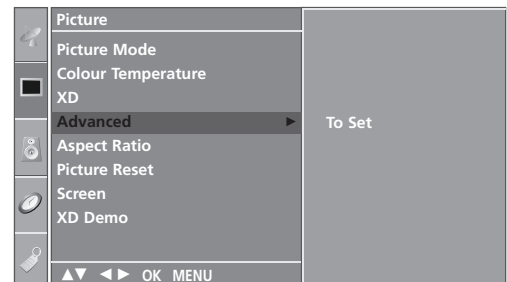 Picture
Picture Mode
Colour Temperature
XD
Advanced ► To Set
Aspect Ratio
Picture Reset
Screen
XD Demo
▲▼ ◄► OK MENU